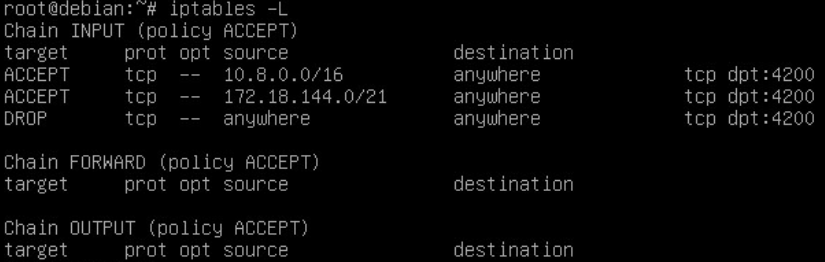 root@debian:~# iptables -L
Chain INPUT (policy ACCEPT)
target     prot opt source               destination
ACCEPT     tcp  --  10.8.0.0/16          anywhere             tcp dpt:4200
ACCEPT     tcp  --  172.18.144.0/21      anywhere             tcp dpt:4200
DROP       tcp  --  anywhere             anywhere             tcp dpt:4200

Chain FORWARD (policy ACCEPT)
target     prot opt source               destination

Chain OUTPUT (policy ACCEPT)
target     prot opt source               destination